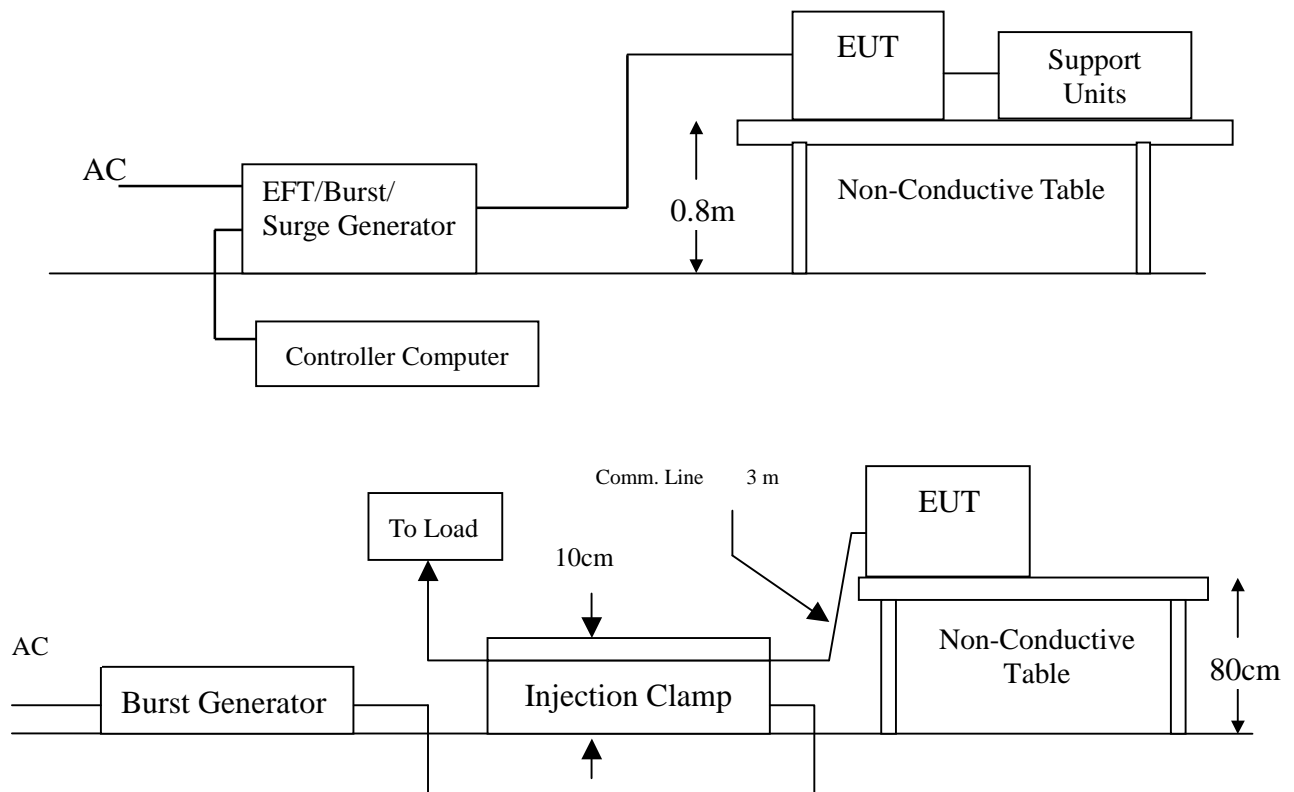 EUT
Support
Units
AC
EFT/Burst/
Surge Generator
0.8m
Non-Conductive Table
Controller Computer
Comm. Line 3 m
EUT
To Load
10cm
AC
Non-Conductive
Table
80cm
Burst Generator
Injection Clamp